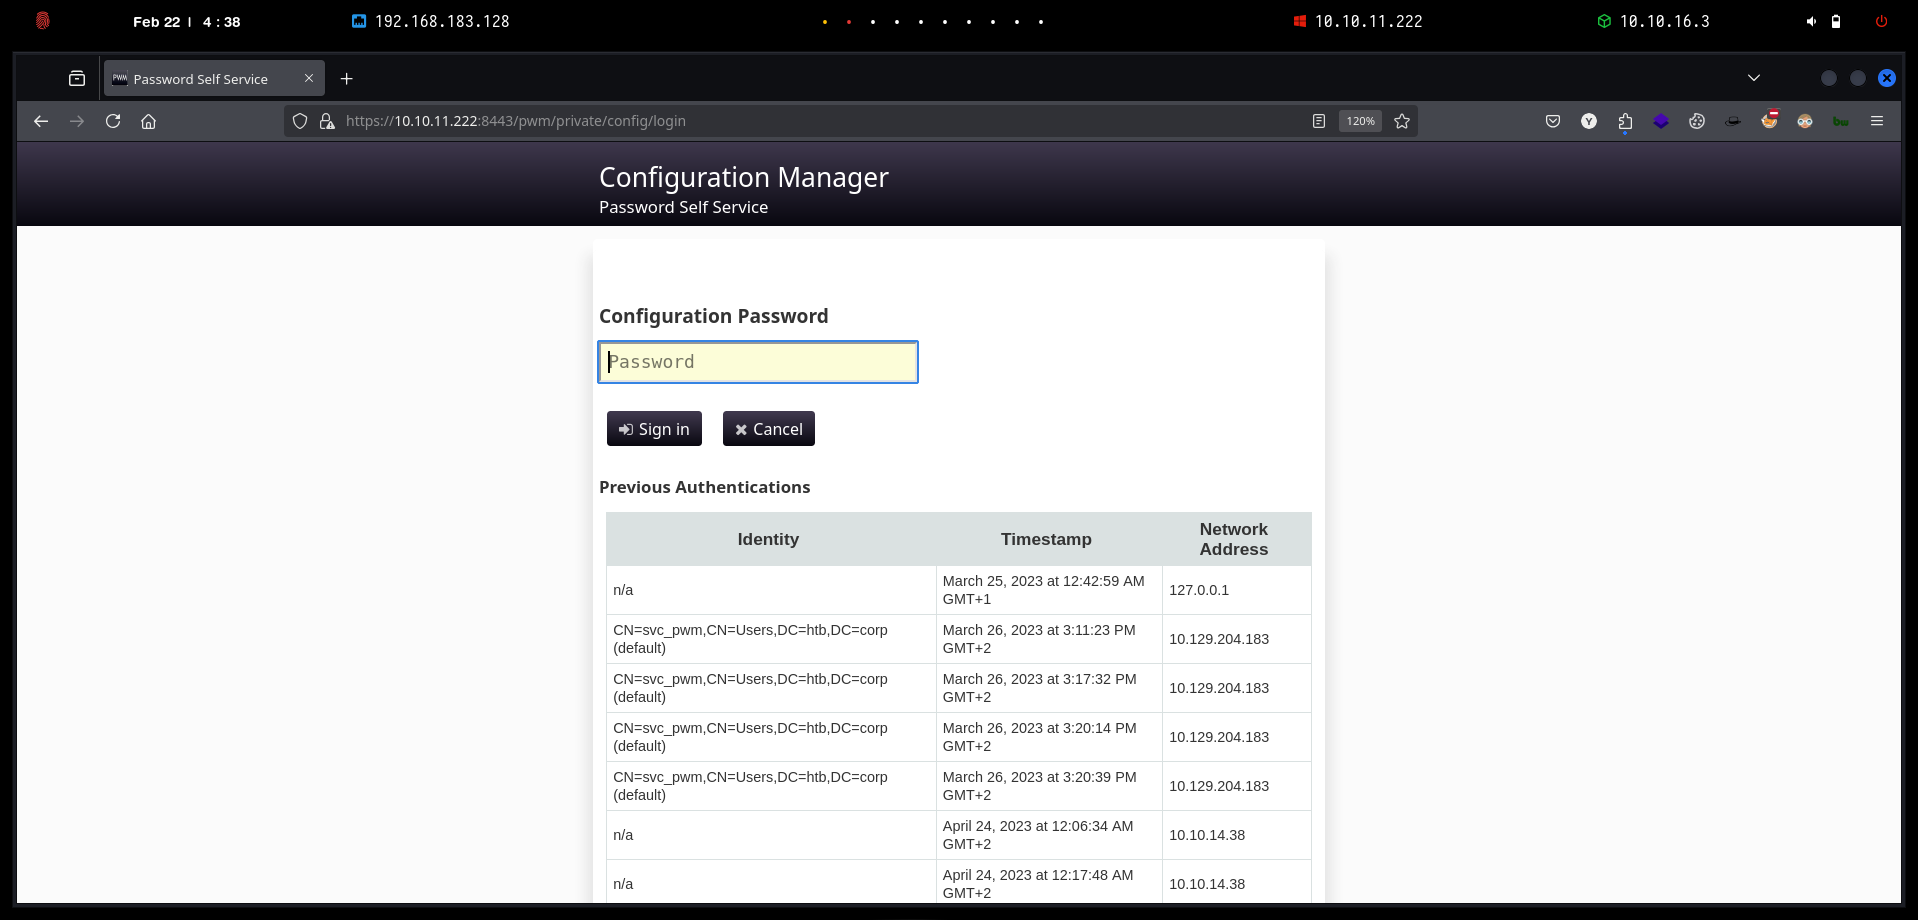 Feb 22 | 4 : 38
192.168.183.128
10.10.11.222
10.10.16.3
PWM
Password Self Service
https://10.10.11.222:8443/pwm/private/config/login
120%
Y
bw
Configuration Manager
Password Self Service
Configuration Password
Password
Sign in
Cancel
Previous Authentications
Identity
Timestamp
Network
Address
n/a
March 25, 2023 at 12:42:59 AM
GMT+1
127.0.0.1
CN=svc_pwm,CN=Users,DC=htb,DC=corp
(default)
March 26, 2023 at 3:11:23 PM
GMT+2
10.129.204.183
CN=svc_pwm,CN=Users,DC=htb,DC=corp
(default)
March 26, 2023 at 3:17:32 PM
GMT+2
10.129.204.183
CN=svc_pwm,CN=Users,DC=htb,DC=corp
(default)
March 26, 2023 at 3:20:14 PM
GMT+2
10.129.204.183
CN=svc_pwm,CN=Users,DC=htb,DC=corp
(default)
March 26, 2023 at 3:20:39 PM
GMT+2
10.129.204.183
n/a
April 24, 2023 at 12:06:34 AM
GMT+2
10.10.14.38
n/a
April 24, 2023 at 12:17:48 AM
GMT+2
10.10.14.38